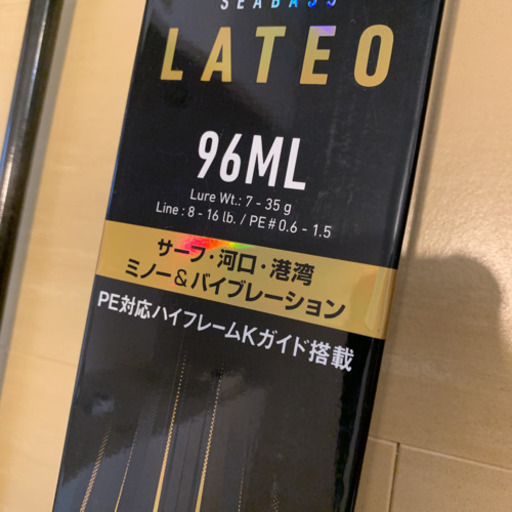 SEABASS
LATEO
96ML
Lure Wt.: 7 - 35 g
Line : 8 - 16 lb. / PE # 0.6 - 1.5
サーフ・河口・港湾
ミノー＆バイブレーション
PE対応ハイフレームKガイド搭載